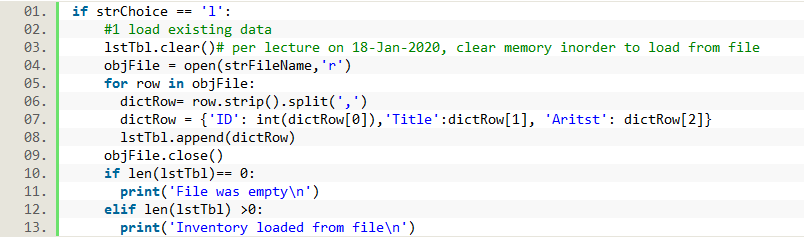 01. if strChoice == 'l':
02.     #1 load existing data
03.     lstTbl.clear()# per lecture on 18-Jan-2020, clear memory inorder to load from file
04.     objFile = open(strFileName,'r')
05.     for row in objFile:
06.       dictRow= row.strip().split(',')
07.       dictRow = {'ID': int(dictRow[0]),'Title':dictRow[1], 'Aritst': dictRow[2]}
08.       lstTbl.append(dictRow)
09.     objFile.close()
10.     if len(lstTbl)== 0:
11.       print('File was empty\n')
12.     elif len(lstTbl) >0:
13.       print('Inventory loaded from file\n')